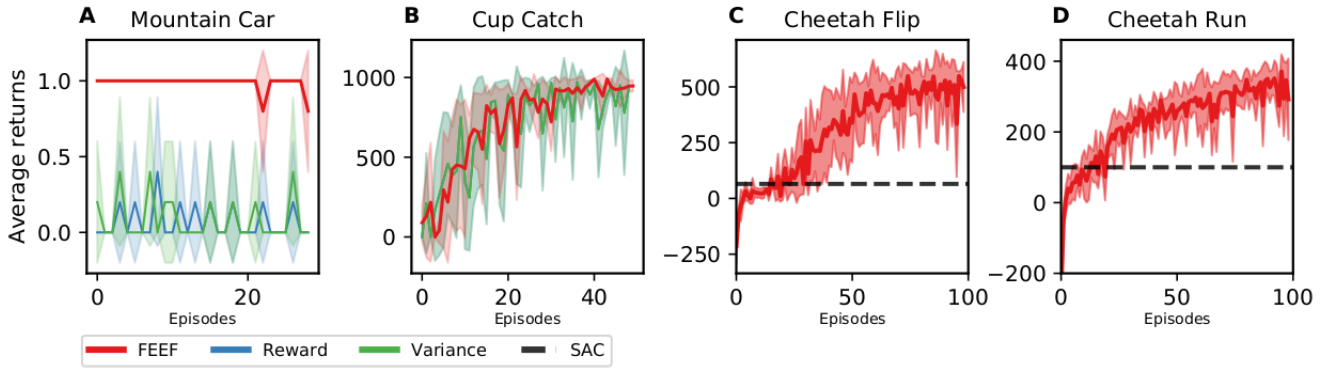 A Mountain Car
B Cup Catch
C Cheetah Flip
D Cheetah Run
Average returns
1.0
0.5
0.0
0 20
Episodes
1000
500
0
0 20 40
Episodes
500
250
0
−250
0 50 100
Episodes
400
200
0
−200
0 50 100
Episodes
FEEF Reward Variance SAC